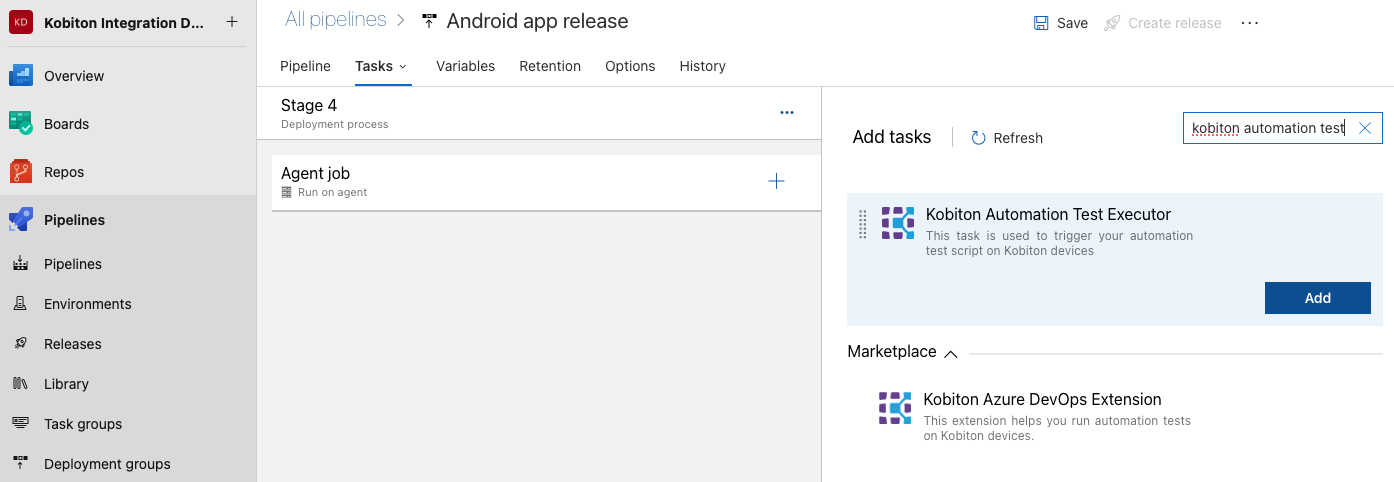 KD
Kobiton Integration D...
+
Overview
Boards
Repos
Pipelines
Pipelines
Environments
Releases
Library
Task groups
Deployment groups
All pipelines > Android app release
Save
Create release
...
Pipeline
Tasks
Variables
Retention
Options
History
Stage 4
Deployment process
...
Agent job
Run on agent
Add tasks
Refresh
kobiton automation test
Kobiton Automation Test Executor
This task is used to trigger your automation
test script on Kobiton devices
Add
Marketplace
Kobiton Azure DevOps Extension
This extension helps you run automation tests
on Kobiton devices.